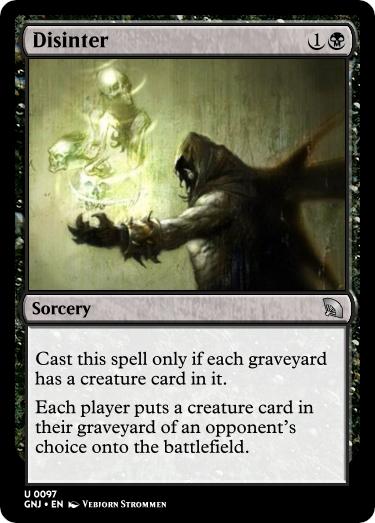 Disinter 1
Sorcery
Cast this spell only if each graveyard
has a creature card in it.
Each player puts a creature card in
their graveyard of an opponent's
choice onto the battlefield.
U 0097
GNJ • EN Vebjorn Strommen